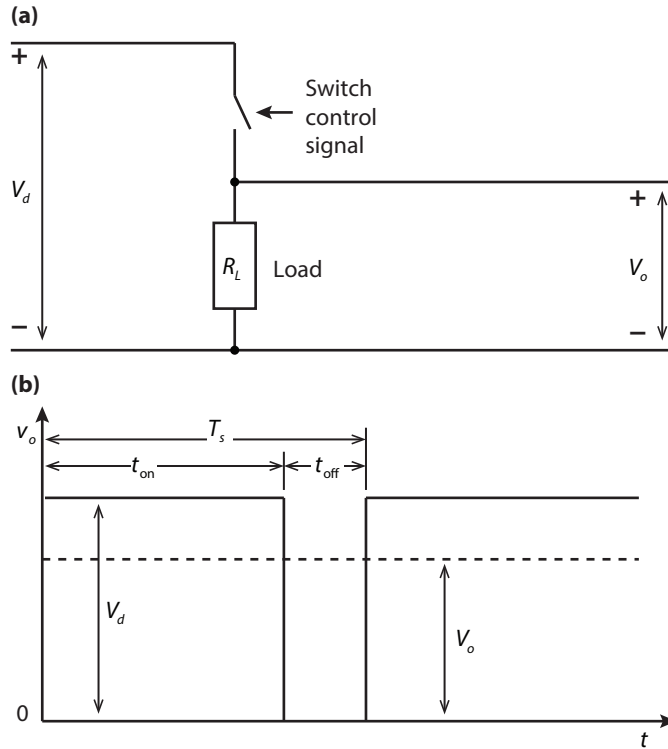 (a)
+
Switch
control
signal
V_d
+
R_L Load
V_o
−
−
(b)
v_o
T_s
t_on
t_off
V_d
V_o
0
t